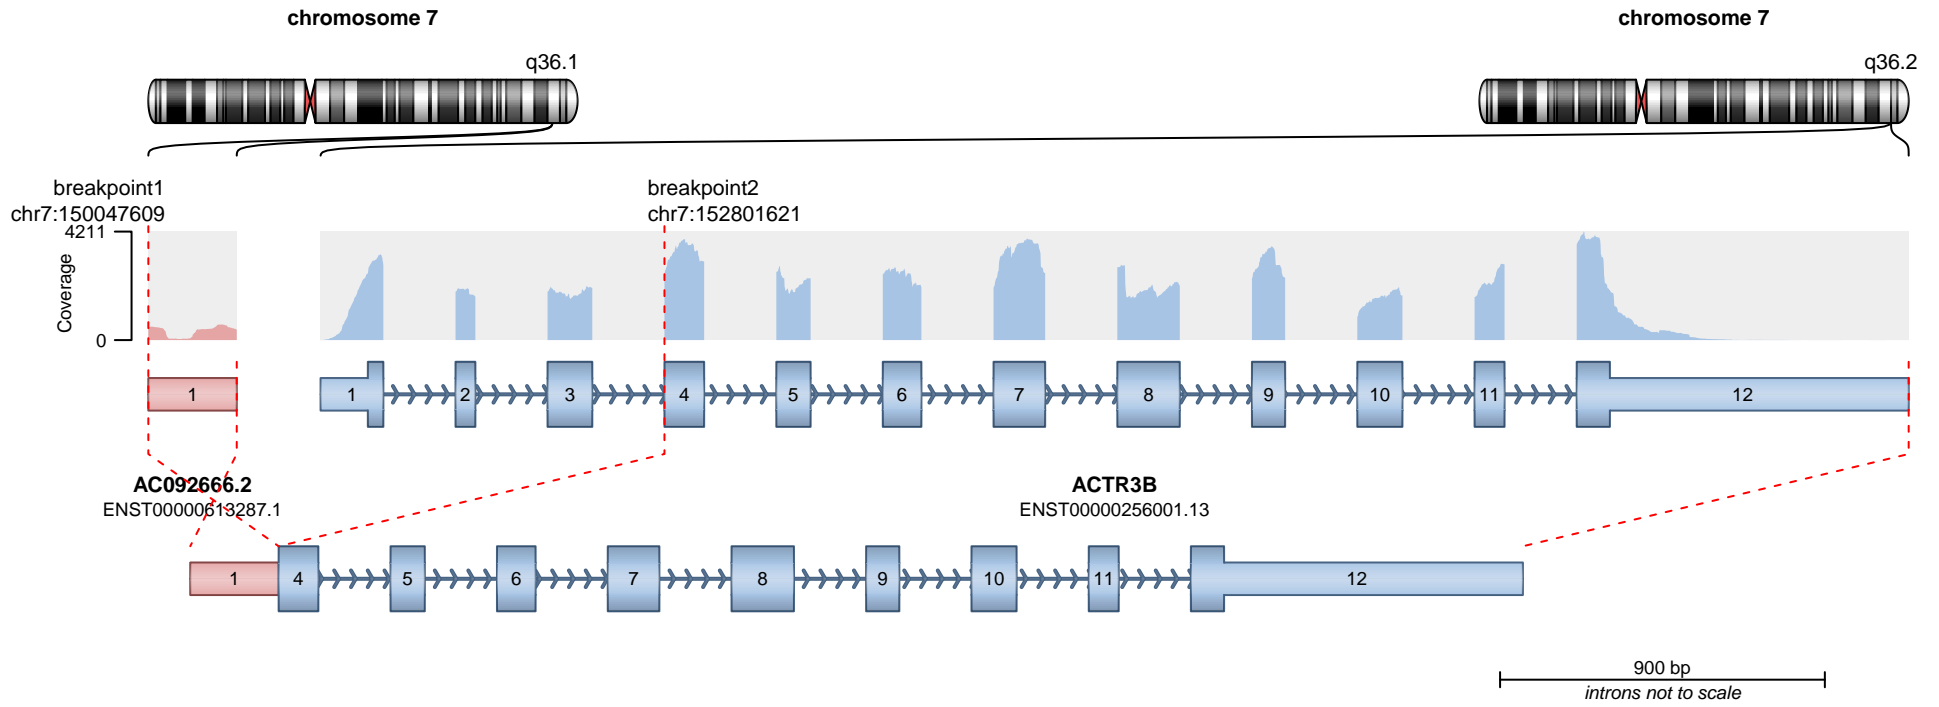 chromosome 7
chromosome 7
q36.1
q36.2
breakpoint1
chr7:150047609
breakpoint2
chr7:152801621
4211
Coverage
0
1
1 2 3 4 5 6 7 8 9 10 11 12
AC092666.2
ENST00000613287.1
ACTR3B
ENST00000256001.13
1 4 5 6 7 8 9 10 11 12
900 bp
introns not to scale